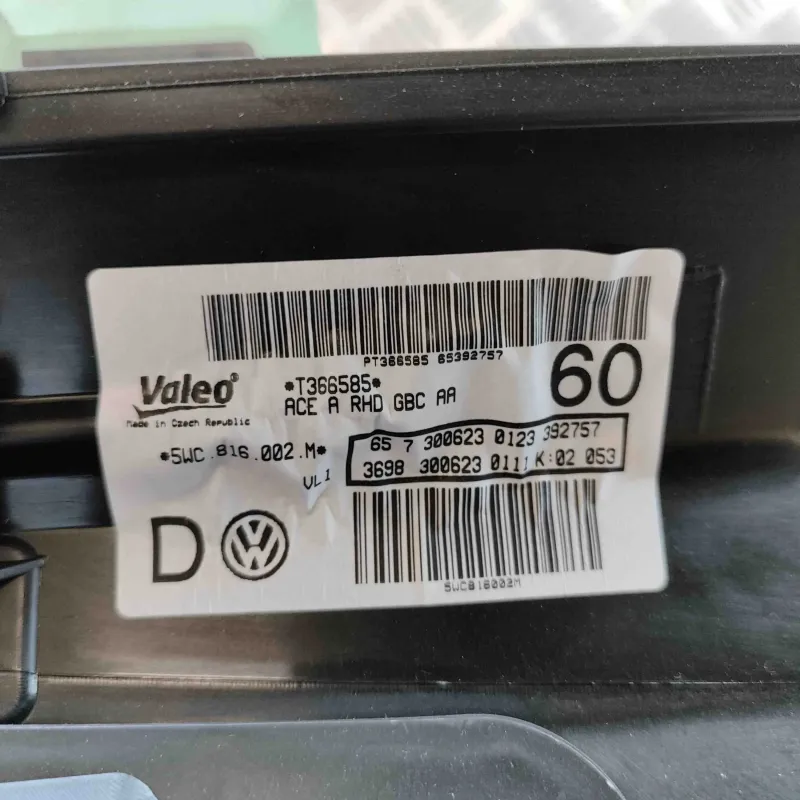 PT366585 65392757
Valeo
*T366585*
ACE A RHD GBC AA
60
Made in Czech Republic
*5WC.816.002.M*
VL1
65 7 300623 0123 392757
3698 300623 0111 K:02 053
D
5WC816002M